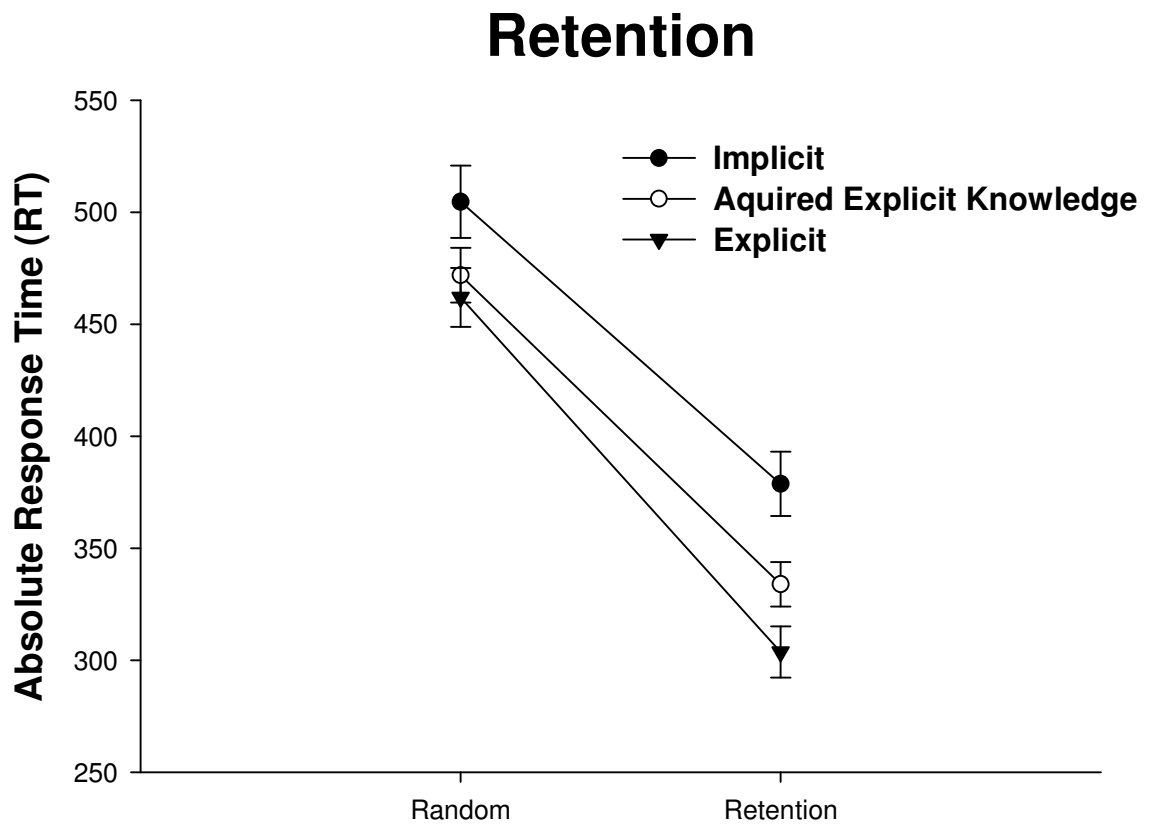 Retention
550
500
450
400
350
300
250
Absolute Response Time (RT)
Implicit
Aquired Explicit Knowledge
Explicit
Random
Retention